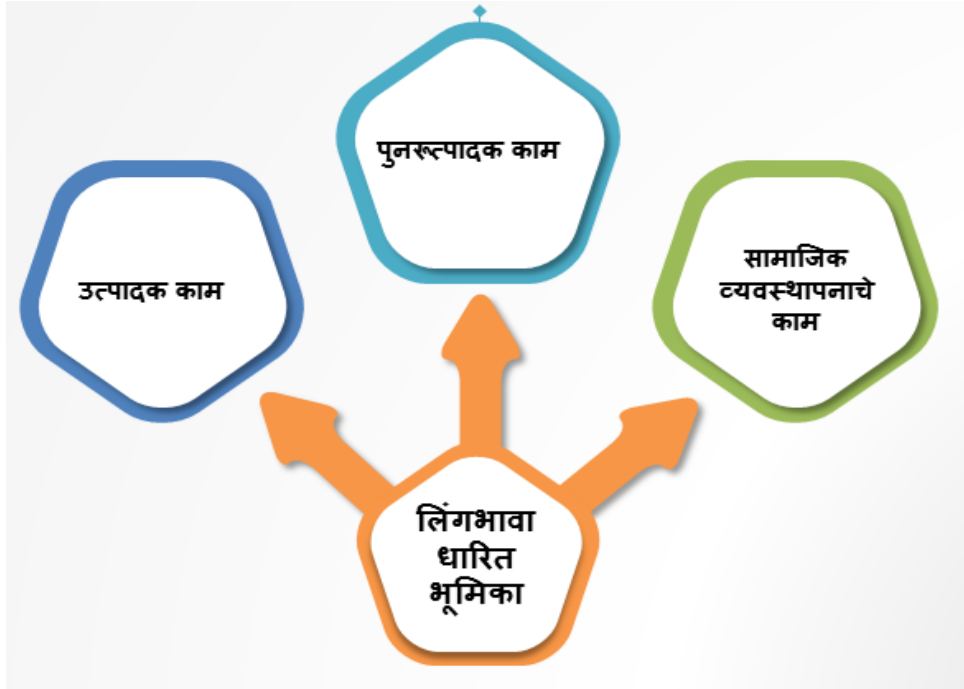 पुनरूत्पादक काम
उत्पादक काम
सामाजिक
व्यवस्थापनाचे
काम
लिंगभावा
धारित
भूमिका